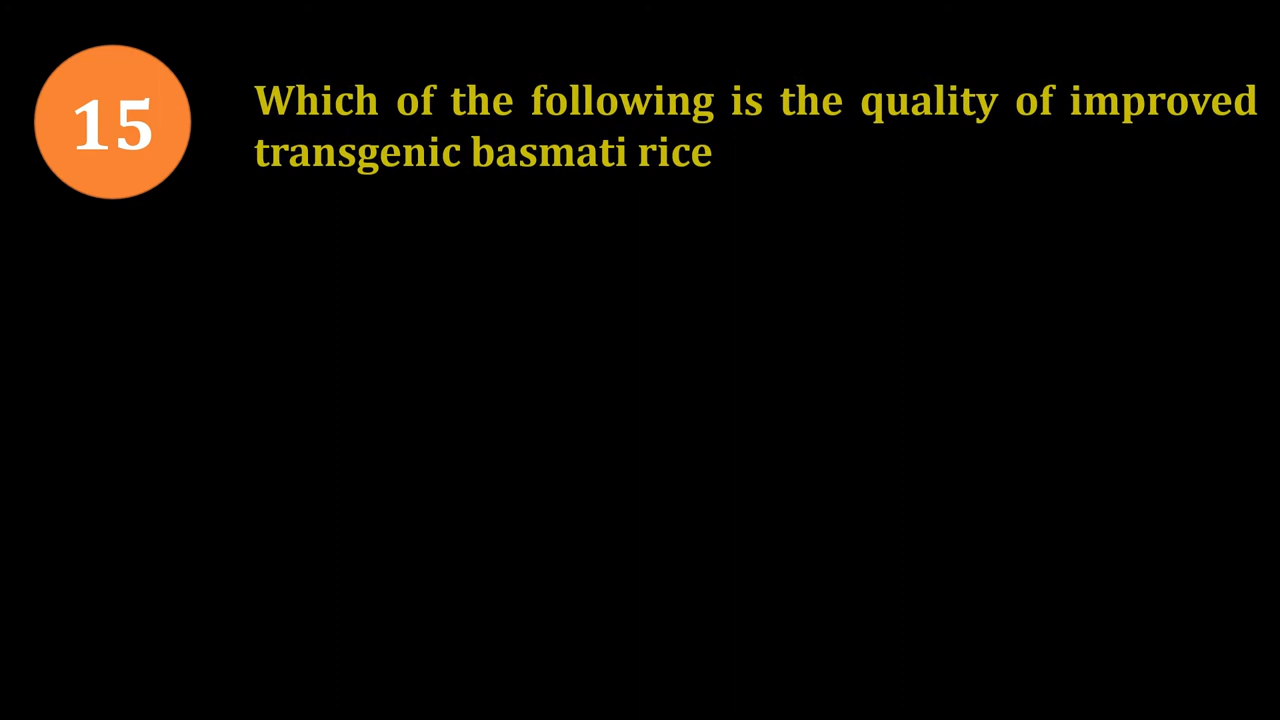 15
Which of the following is the quality of improved
transgenic basmati rice